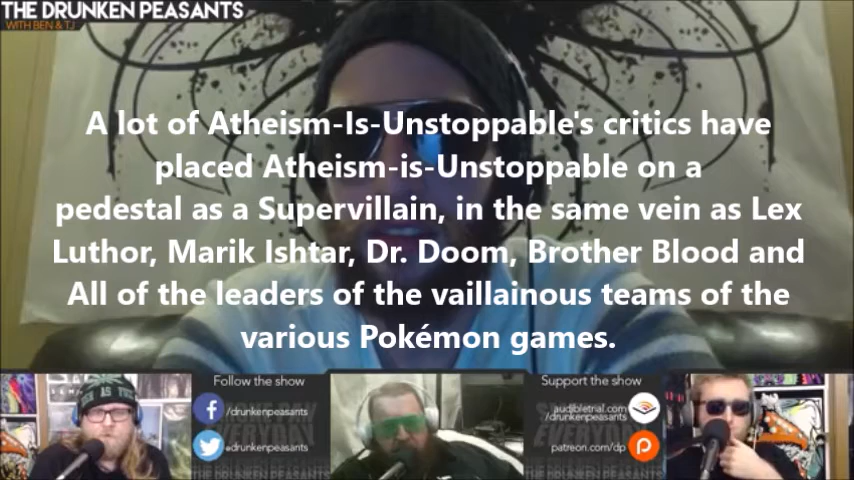 THE DRUNKEN PEASANTS
WITH BEN & TJ
A lot of Atheism-Is-Unstoppable's critics have
placed Atheism-is-Unstoppable on a
pedestal as a Supervillain, in the same vein as Lex
Luthor, Marik Ishtar, Dr. Doom, Brother Blood and
All of the leaders of the vaillainous teams of the
various Pokémon games.
Follow the show
/drunkenpeasants
@drunkenpeasants
Support the show
audibletrial.com
/drunkenpeasants
patreon.com/dp